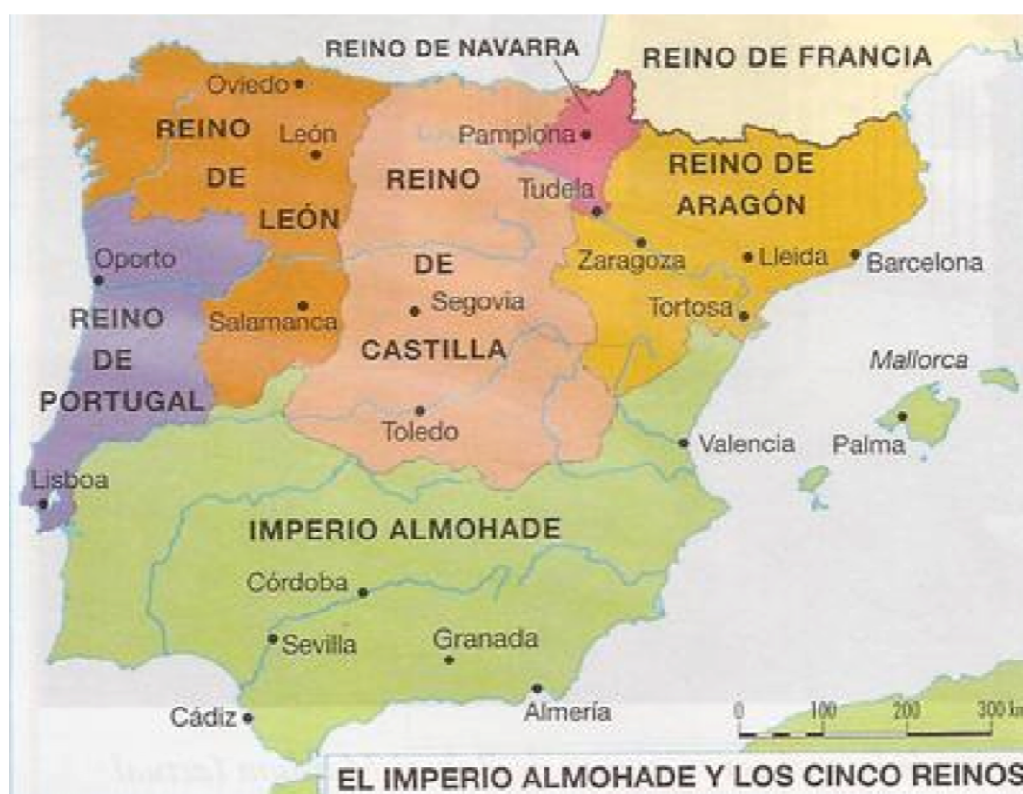 REINO DE NAVARRA
REINO DE FRANCIA
Oviedo
REINO
DE
LEÓN
León
Pamplona
REINO
DE
CASTILLA
Tudela
REINO DE
ARAGÓN
Oporto
Zaragoza
Lleida
Barcelona
Segovia
Salamanca
Tortosa
REINO
DE
PORTUGAL
Mallorca
Toledo
Valencia
Palma
Lisboa
IMPERIO ALMOHADE
Córdoba
Sevilla
Granada
Cádiz
Almería
0 100 200 300 km
EL IMPERIO ALMOHADE Y LOS CINCO REINOS